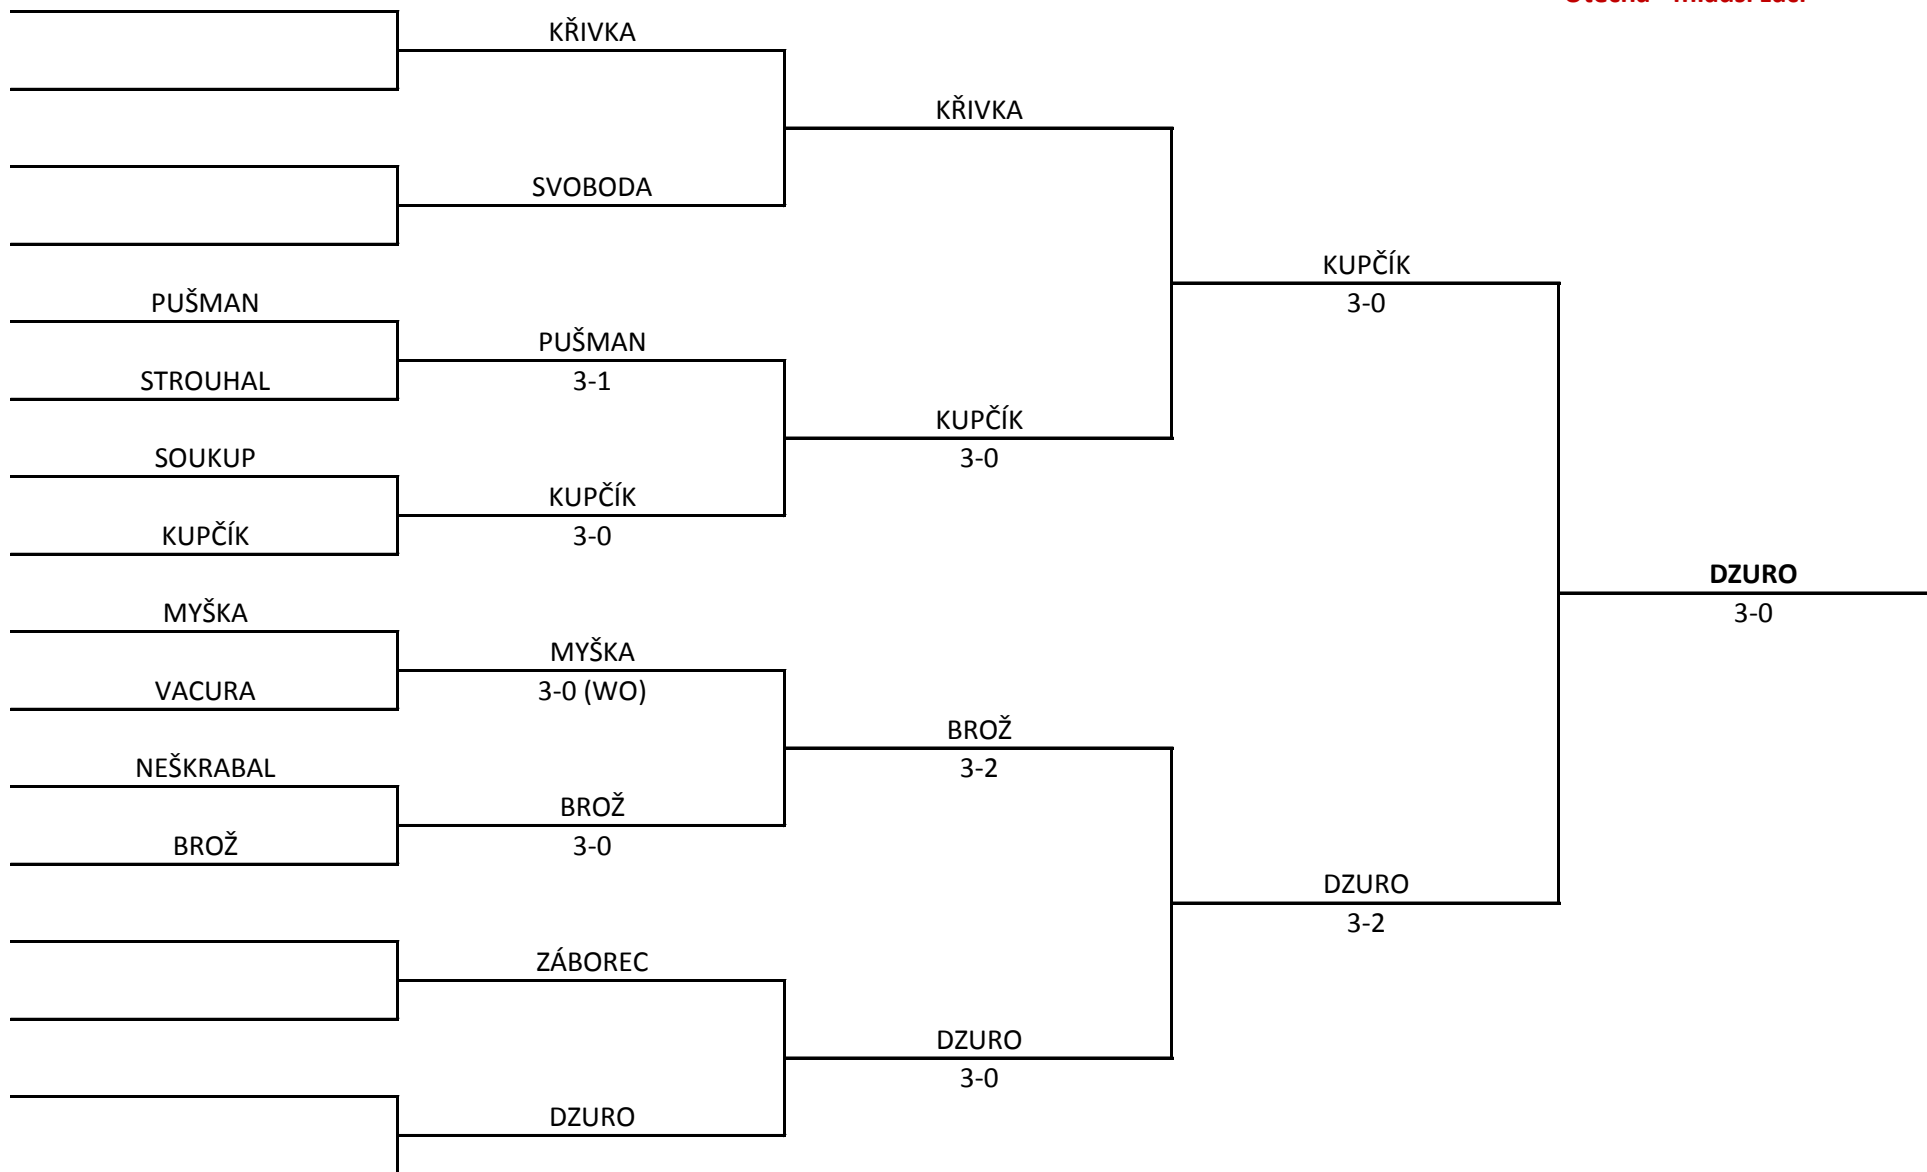 KŘIVKA
SVOBODA
PUŠMAN
STROUHAL
SOUKUP
KUPČÍK
MYŠKA
VACURA
NEŠKRABAL
BROŽ
PUŠMAN
3-1
KUPČÍK
3-0
MYŠKA
3-0 (WO)
BROŽ
3-0
ZÁBOREC
DZURO
KŘIVKA
KUPČÍK
3-0
BROŽ
3-2
DZURO
3-0
KUPČÍK
3-0
DZURO
3-2
DZURO
3-0